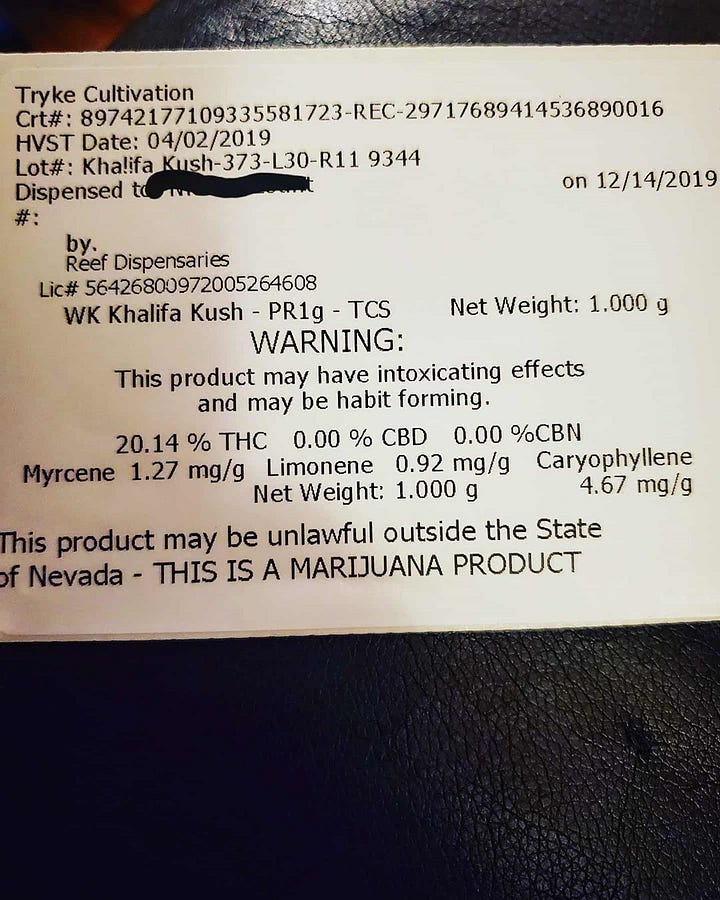 Tryke Cultivation
Crt#: 89742177109335581723-REC-29717689414536890016
HVST Date: 04/02/2019
Lot#: Khalifa Kush-373-L30-R11 9344
Dispensed to on 12/14/2019
#:
by.
Reef Dispensaries
Lic# 56426800972005264608
WK Khalifa Kush - PR1g - TCS Net Weight: 1.000 g
WARNING:
This product may have intoxicating effects
and may be habit forming.
20.14 % THC 0.00 % CBD 0.00 %CBN
Myrcene 1.27 mg/g Limonene 0.92 mg/g Caryophyllene
Net Weight: 1.000 g 4.67 mg/g
This product may be unlawful outside the State
of Nevada - THIS IS A MARIJUANA PRODUCT